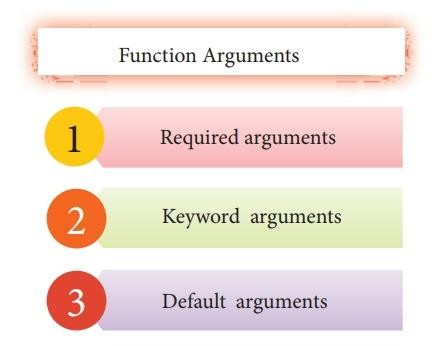 Function Arguments
1 Required arguments
2 Keyword arguments
3 Default arguments